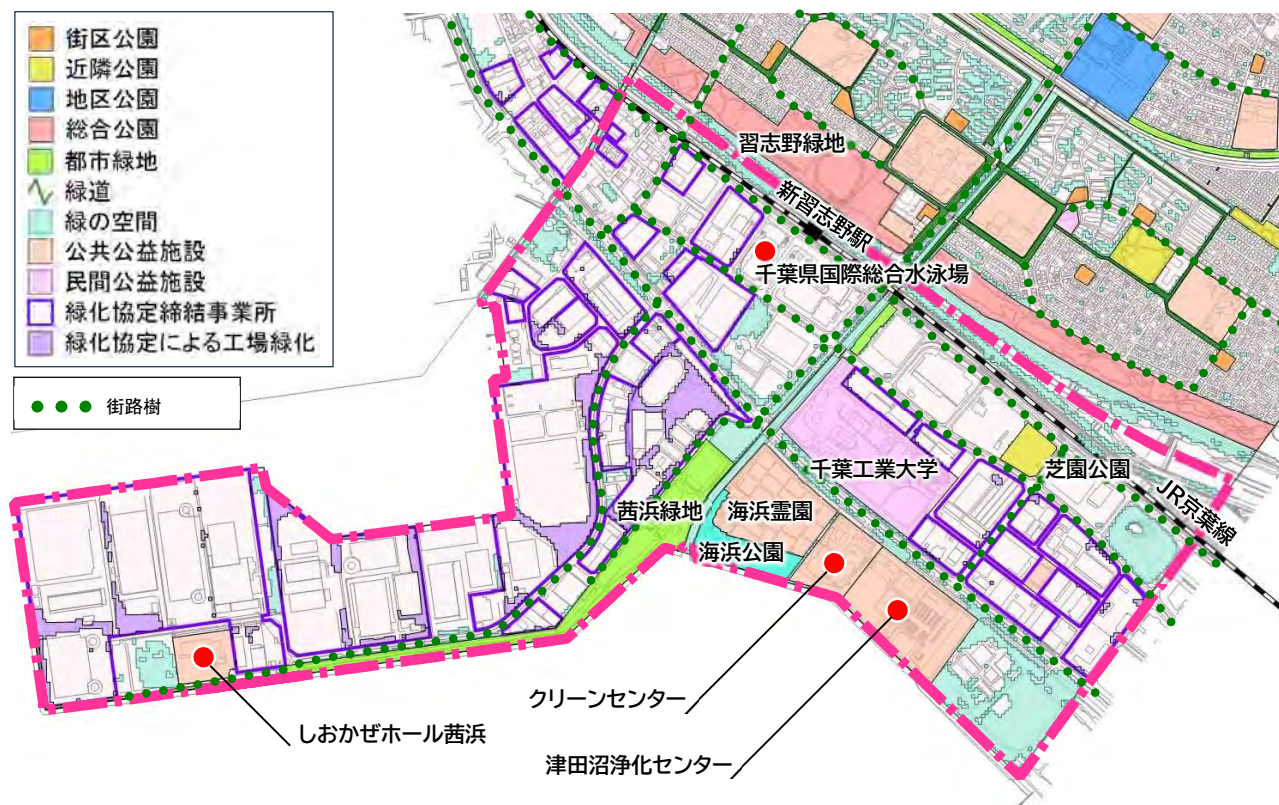 街区公園
近隣公園
地区公園
総合公園
都市緑地
緑道
緑の空間
公共公益施設
民間公益施設
緑化協定締結事業所
緑化協定による工場緑化
街路樹
習志野緑地
新習志野駅
千葉県国際総合水泳場
千葉工業大学
芝園公園
JR京葉線
茜浜緑地
海浜霊園
海浜公園
クリーンセンター
しおかぜホール茜浜
津田沼浄化センター